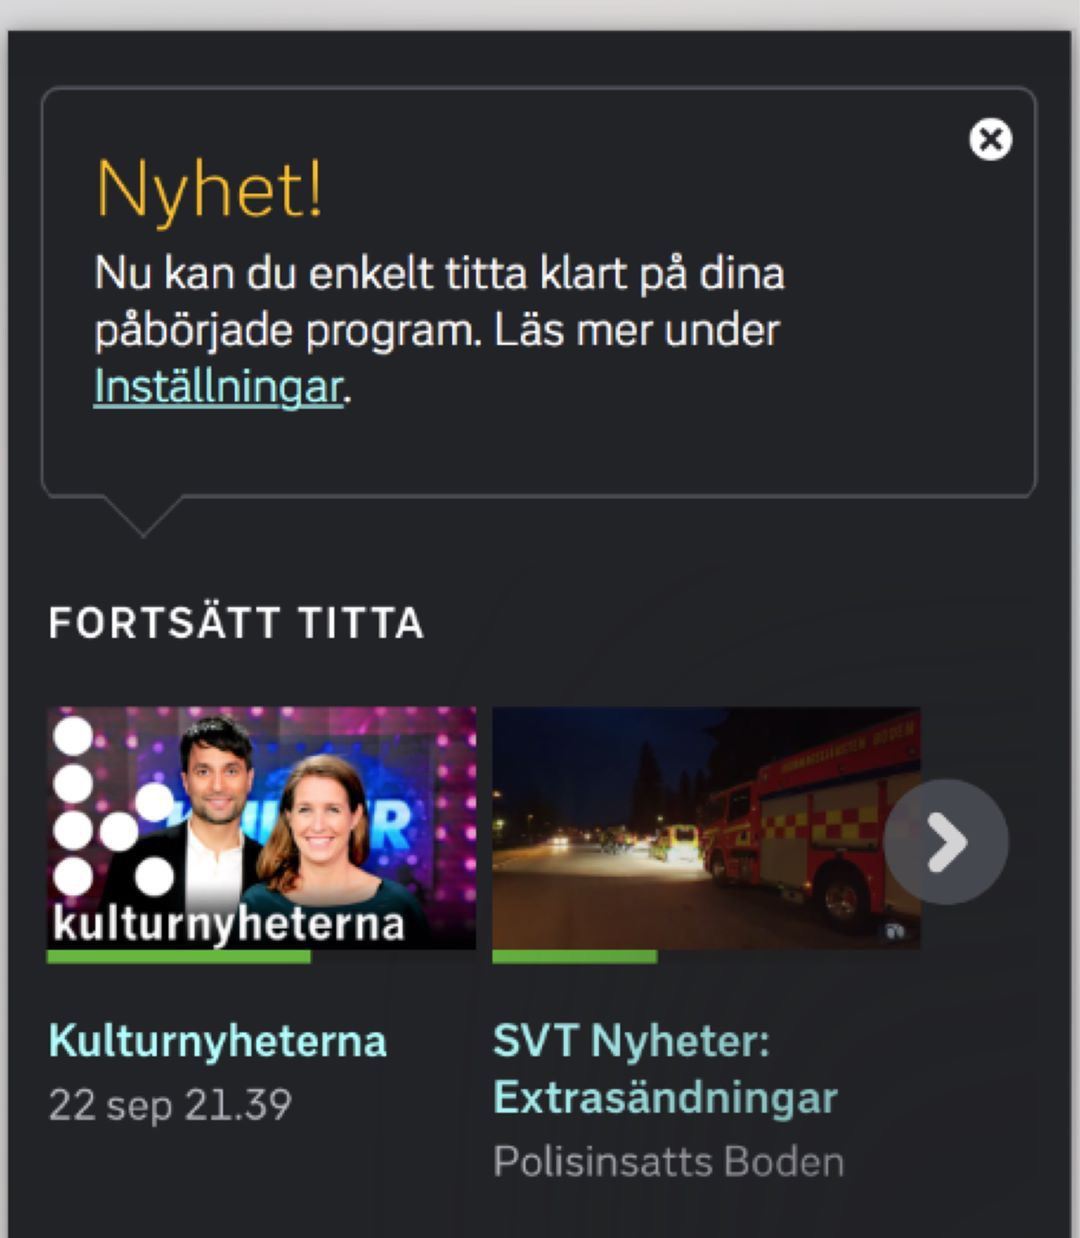 Nyhet!
Nu kan du enkelt titta klart på dina
påbörjade program. Läs mer under
Inställningar.
FORTSÄTT TITTA
kulturnyheterna
BODEN
Kulturnyheterna
22 sep 21.39
SVT Nyheter:
Extrasändningar
Polisinsatts Boden